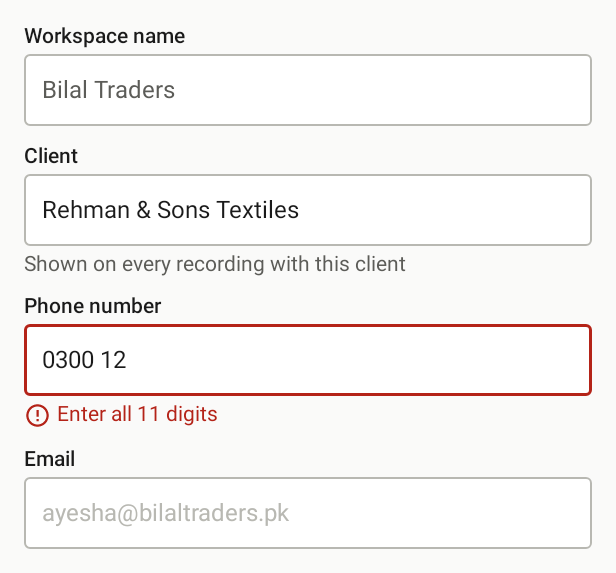 Workspace name
Bilal Traders
Client
Rehman & Sons Textiles
Shown on every recording with this client
Phone number
0300 12
Enter all 11 digits
Email
ayesha@bilaltraders.pk